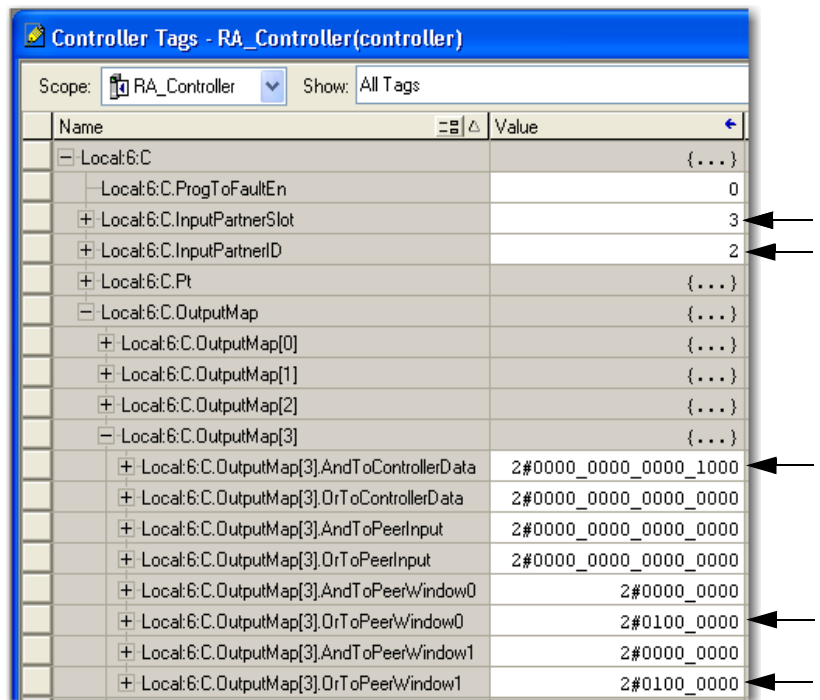 Controller Tags - RA_Controller(controller)
Scope: RA_Controller Show: All Tags
Name Value
Local:6:C {...}
Local:6:C.ProgToFaultEn 0
Local:6:C.InputPartnerSlot 3
Local:6:C.InputPartnerID 2
Local:6:C.Pt {...}
Local:6:C.OutputMap {...}
Local:6:C.OutputMap[0] {...}
Local:6:C.OutputMap[1] {...}
Local:6:C.OutputMap[2] {...}
Local:6:C.OutputMap[3] {...}
Local:6:C.OutputMap[3].AndToControllerData 2#0000_0000_0000_1000
Local:6:C.OutputMap[3].OrToControllerData 2#0000_0000_0000_0000
Local:6:C.OutputMap[3].AndToPeerInput 2#0000_0000_0000_0000
Local:6:C.OutputMap[3].OrToPeerInput 2#0000_0000_0000_0000
Local:6:C.OutputMap[3].AndToPeerWindow0 2#0000_0000
Local:6:C.OutputMap[3].OrToPeerWindow0 2#0100_0000
Local:6:C.OutputMap[3].AndToPeerWindow1 2#0000_0000
Local:6:C.OutputMap[3].OrToPeerWindow1 2#0100_0000